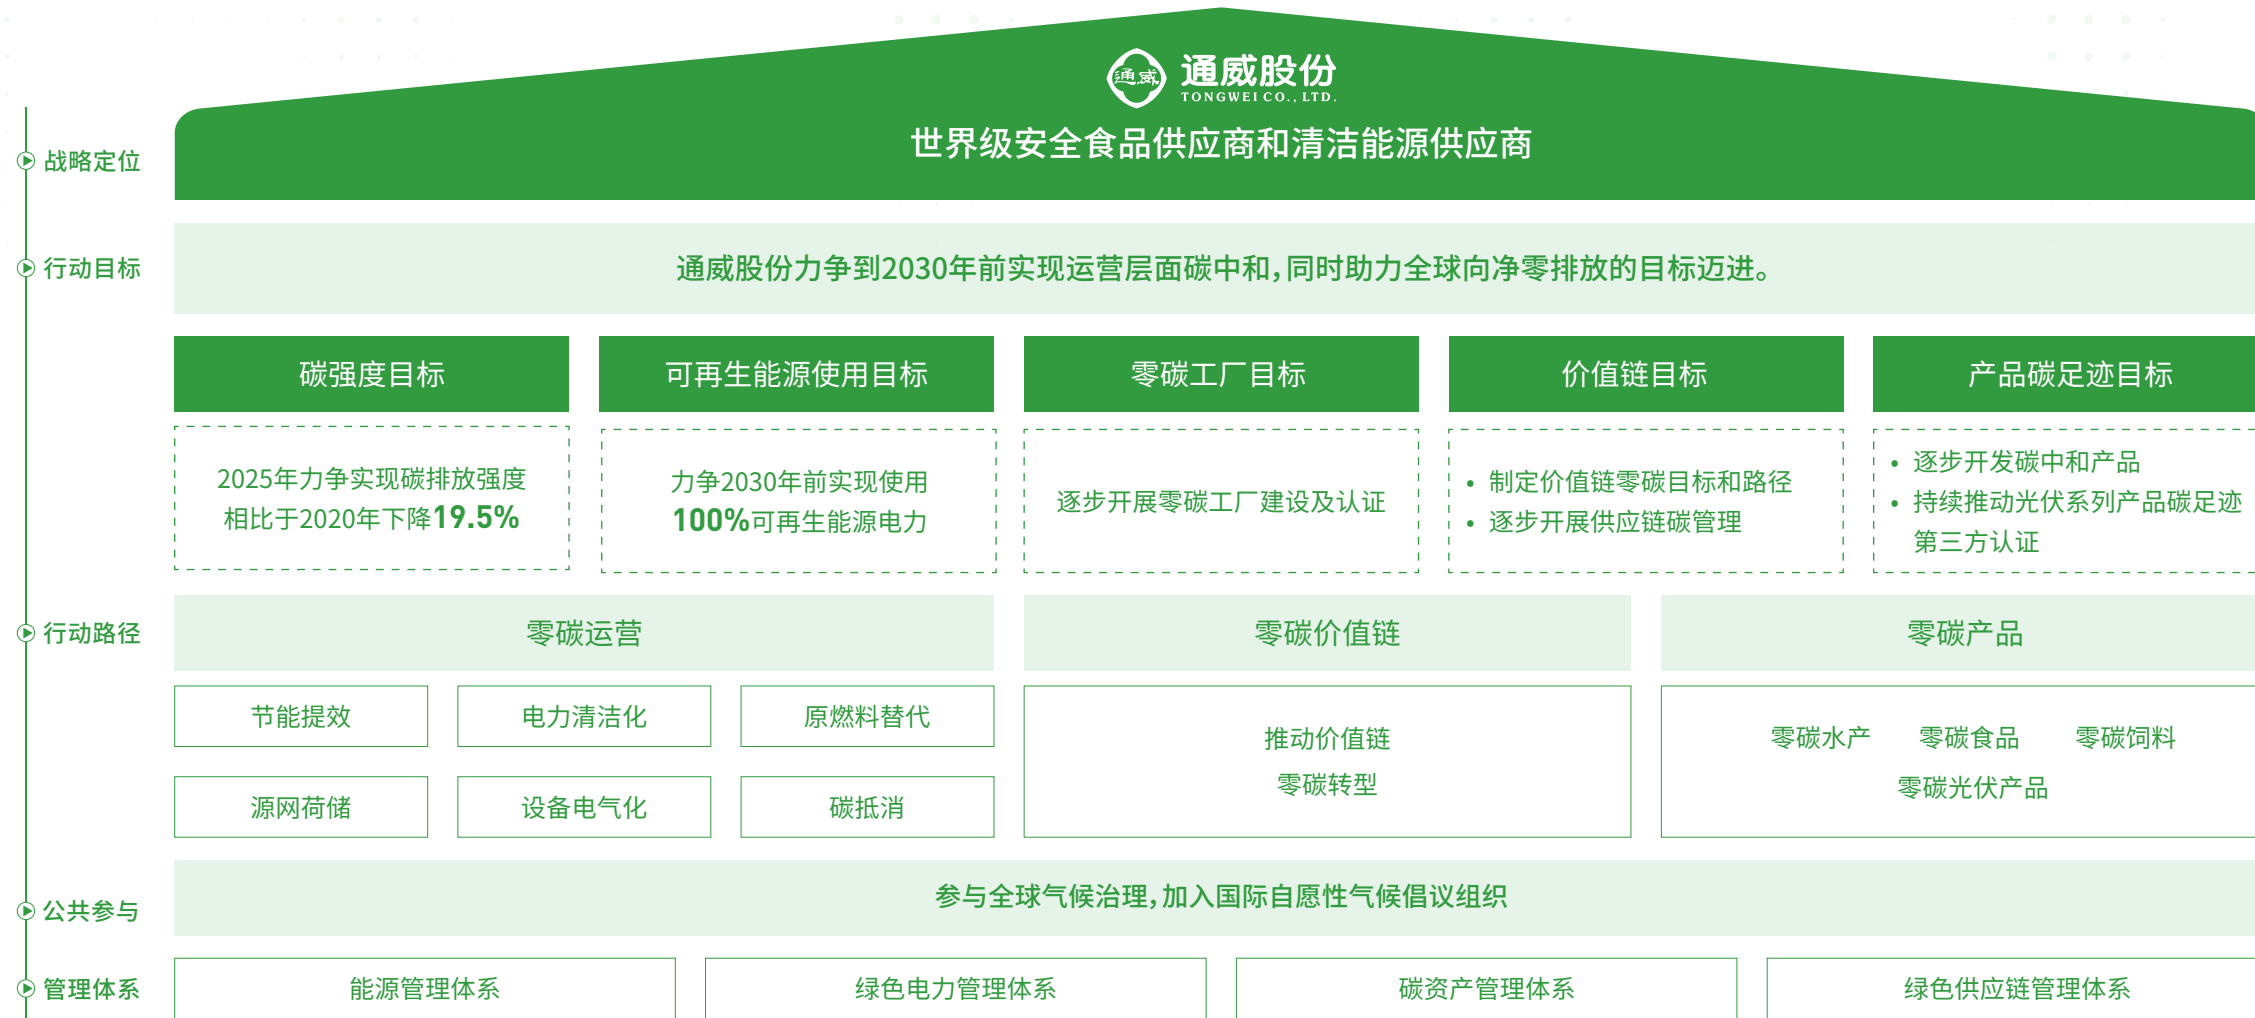 通威
通威股份
TONGWEI CO., LTD.
世界级安全食品供应商和清洁能源供应商
战略定位
行动目标
通威股份力争到2030年前实现运营层面碳中和，同时助力全球向净零排放的目标迈进。
碳强度目标
可再生能源使用目标
零碳工厂目标
价值链目标
产品碳足迹目标
2025年力争实现碳排放强度
相比于2020年下降19.5%
力争2030年前实现使用
100%可再生能源电力
逐步开展零碳工厂建设及认证
• 制定价值链零碳目标和路径
• 逐步开展供应链碳管理
• 逐步开发碳中和产品
• 持续推动光伏系列产品碳足迹
第三方认证
行动路径
零碳运营
零碳价值链
零碳产品
节能提效
电力清洁化
原燃料替代
源网荷储
设备电气化
碳抵消
推动价值链
零碳转型
零碳水产 零碳食品 零碳饲料
零碳光伏产品
公共参与
参与全球气候治理，加入国际自愿性气候倡议组织
管理体系
能源管理体系
绿色电力管理体系
碳资产管理体系
绿色供应链管理体系